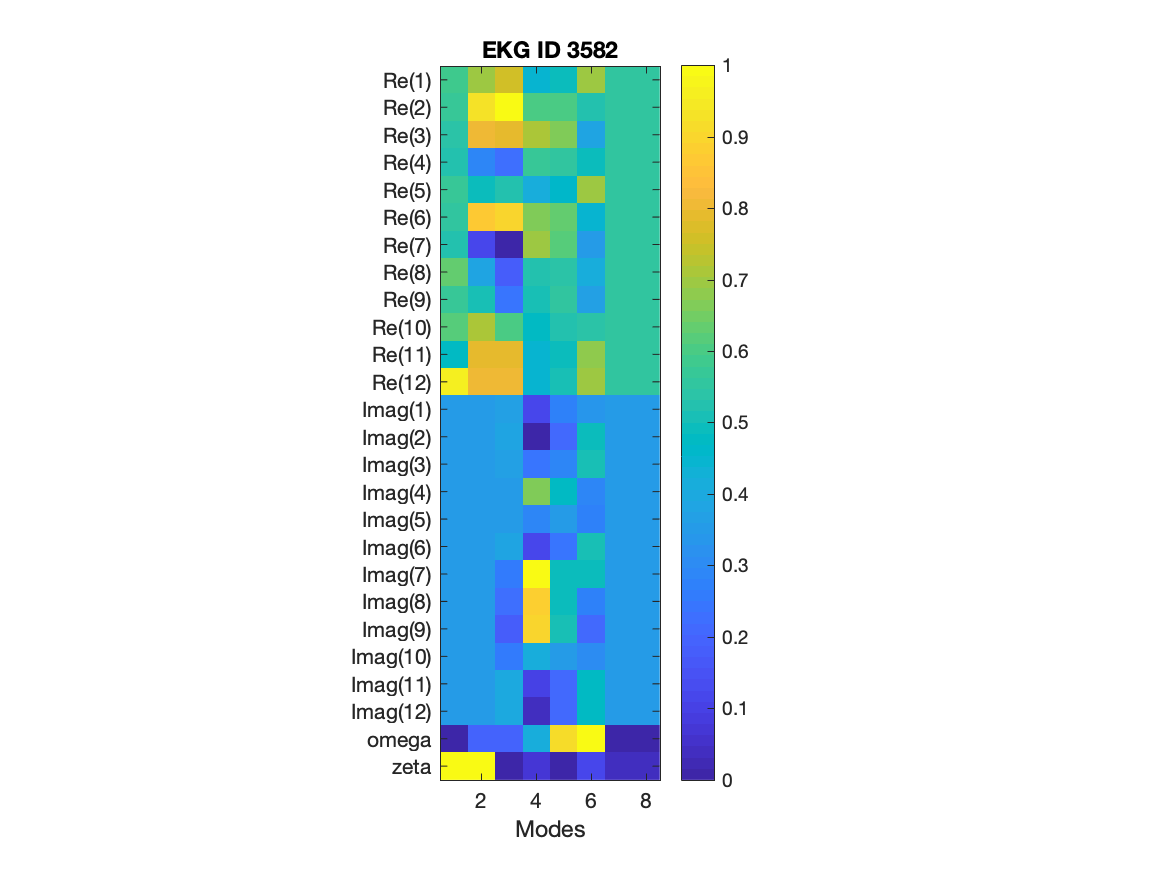 EKG ID 3582
Re(1)
Re(2)
Re(3)
Re(4)
Re(5)
Re(6)
Re(7)
Re(8)
Re(9)
Re(10)
Re(11)
Re(12)
Imag(1)
Imag(2)
Imag(3)
Imag(4)
Imag(5)
Imag(6)
Imag(7)
Imag(8)
Imag(9)
Imag(10)
Imag(11)
Imag(12)
omega
zeta
2 4 6 8
Modes
1
0.9
0.8
0.7
0.6
0.5
0.4
0.3
0.2
0.1
0